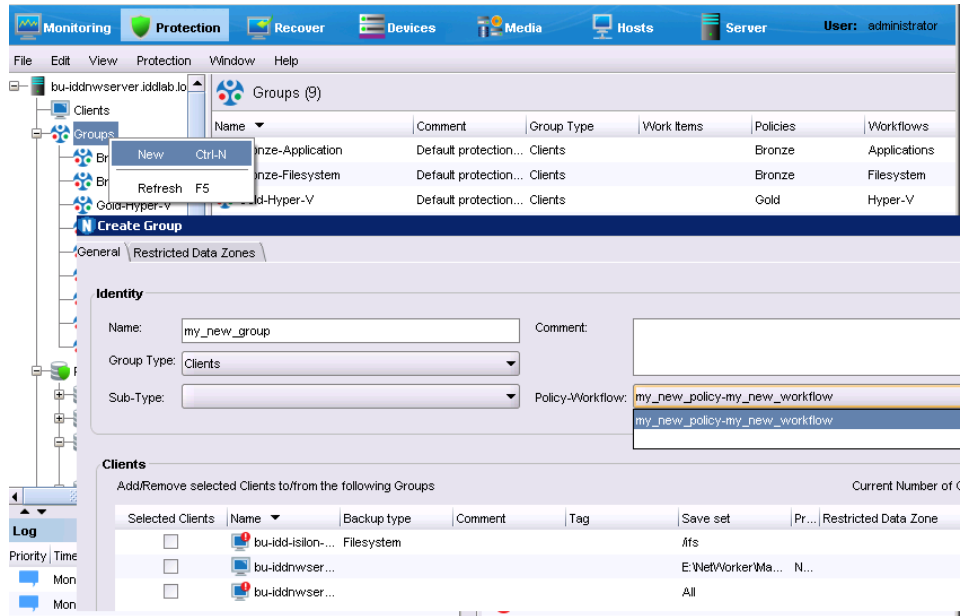 Monitoring Protection Recover Devices Media Hosts Server User: administrator
File Edit View Protection Window Help
bu-iddnwserver.iddlab.lo
Clients
Groups
Groups (9)
Name Comment Group Type Work Items Policies Workflows
New Ctrl-N
Refresh F5
Br
nze-Application Default protection... Clients Bronze Applications
Br
nze-Filesystem Default protection... Clients Bronze Filesystem
Gold-Hyper-V
ld-Hyper-V Default protection... Clients Gold Hyper-V
N Create Group
General Restricted Data Zones
Identity
Name: my_new_group Comment:
Group Type: Clients
Sub-Type: Policy-Workflow: my_new_policy-my_new_workflow
my_new_policy-my_new_workflow
Clients
Add/Remove selected Clients to/from the following Groups Current Number of
Selected Clients Name Backup type Comment Tag Save set Pr... Restricted Data Zone
bu-idd-isilon-... Filesystem /ifs
bu-iddnwser... E:\NetWorker\Ma... N...
bu-iddnwser... All
Log
Priority Time
Mon
Mon